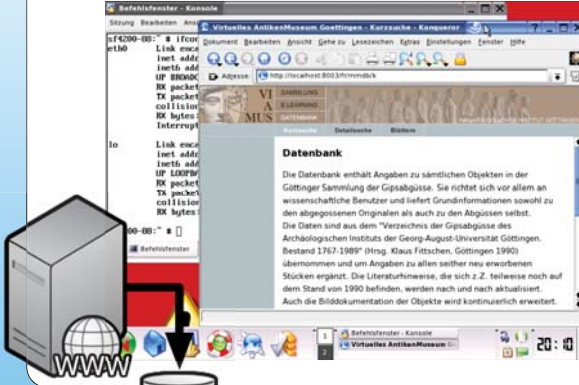 Befehlsfenster - Konsole
Sitzung Bearbeiten Ans
Virtuelles AntikenMuseum Goettingen - Kurzsuche - Konqueror
Dokument Bearbeiten Ansicht Gehe zu Lesezeichen Extras Einstellungen Fenster Hilfe
Adresse: http://localhost:8003/fr/mmdb/k
sf4200-08:~ # ifcon
eth0 Link enca
inet addr
inet6 add
UP BROADC
RX packet
TX packet
collision
RX bytes:
Interrupt
lo Link enca
inet addr
inet6 add
UP LOOPBA
RX packet
TX packet
collision
RX bytes:
00-08:~ #
Befehlsfenster
VI
A
MUS
SAMMLUNG
E-LEARNING
DATENBANK
Kurzsuche Detailsuche Blättern
Datenbank
Die Datenbank enthält Angaben zu sämtlichen Objekten in der
Göttinger Sammlung der Gipsabgüsse. Sie richtet sich vor allem an
wissenschaftliche Benutzer und liefert Grundinformationen sowohl zu
den abgegossenen Originalen als auch zu den Abgüssen selbst.
Die Daten sind aus dem "Verzeichnis der Gipsabgüsse des
Archäologischen Instituts der Georg-August-Universität Göttingen.
Bestand 1767-1989" (Hrsg. Klaus Fittschen, Göttingen 1990)
übernommen und um Angaben zu allen seither neu erworbenen
Stücken ergänzt. Die Literaturhinweise, die sich z.Z. teilweise noch auf
dem Stand von 1990 befinden, werden nach und nach aktualisiert.
Auch die Bilddokumentation der Objekte wird kontinuierlich erweitert.
WWW
1
2
Befehlsfenster - Konsole
Virtuelles AntikenMuseum G
20:10